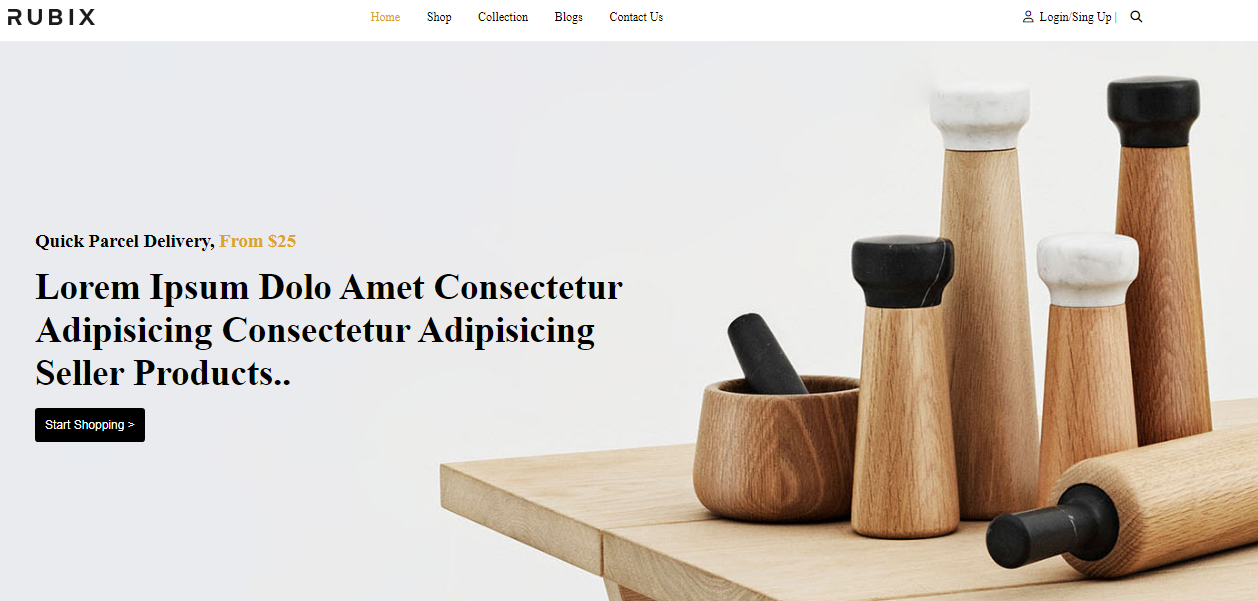 RUBIX Home Shop Collection Blogs Contact Us Login/Sing Up |
Quick Parcel Delivery, From $25
Lorem Ipsum Dolo Amet Consectetur
Adipisicing Consectetur Adipisicing
Seller Products..
Start Shopping >